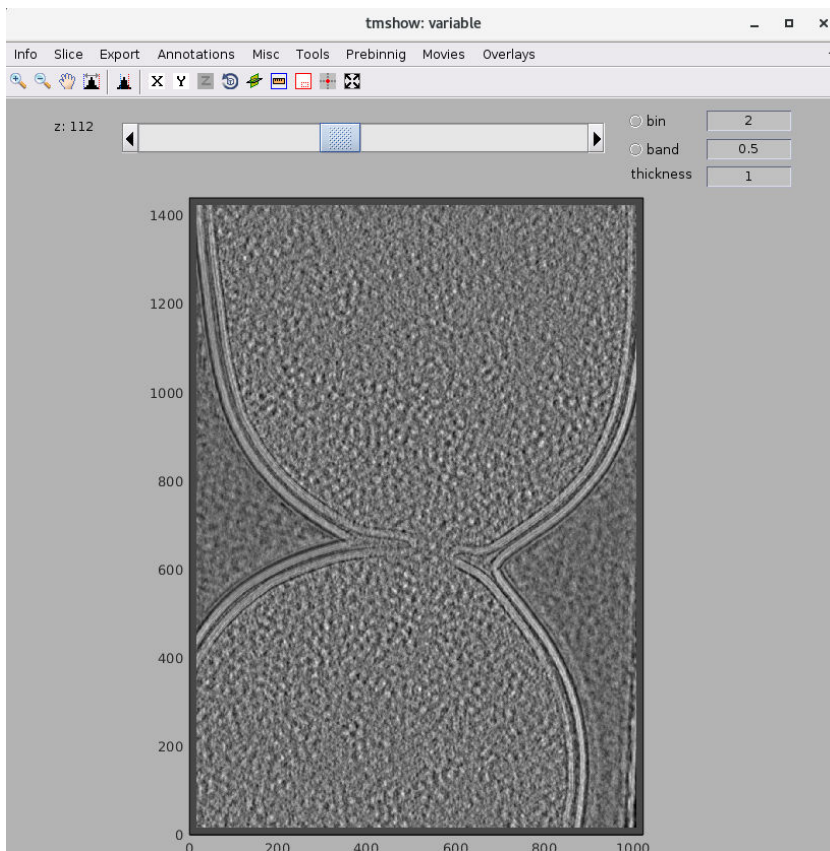 tmshow: variable
Info Slice Export Annotations Misc Tools Prebinnig Movies Overlays
X Y Z
z: 112
bin 2
band 0.5
thickness 1
1400
1200
1000
800
600
400
200
0
0 200 400 600 800 1000